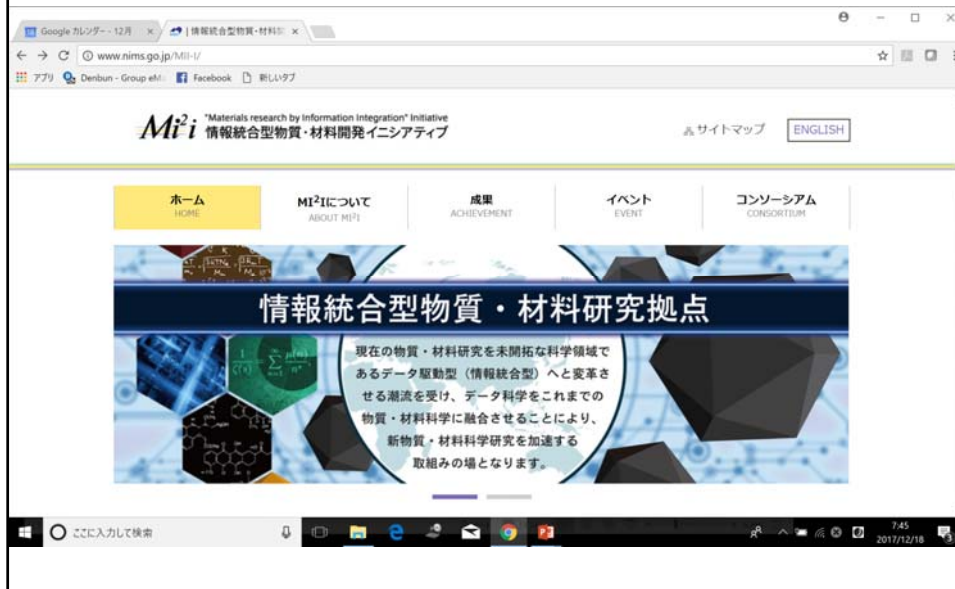 Google カレンダー - 12月
| 情報統合型物質・材料
www.nims.go.jp/MII-I/
アプリ Denbun - Group eMa Facebook 新しいタブ
Mi²i "Materials research by Information Integration" Initiative
情報統合型物質・材料開発イニシアティブ
サイトマップ ENGLISH
ホーム MI²Iについて 成果 イベント コンソーシアム
HOME ABOUT MI²I ACHIEVEMENT EVENT CONSORTIUM
情報統合型物質・材料研究拠点
現在の物質・材料研究を未開拓な科学領域で
あるデータ駆動型（情報統合型）へと変革さ
せる潮流を受け、データ科学をこれまでの
物質・材料科学に融合させることにより、
新物質・材料科学研究を加速する
取組みの場となります。
ここに入力して検索
7:45
2017/12/18